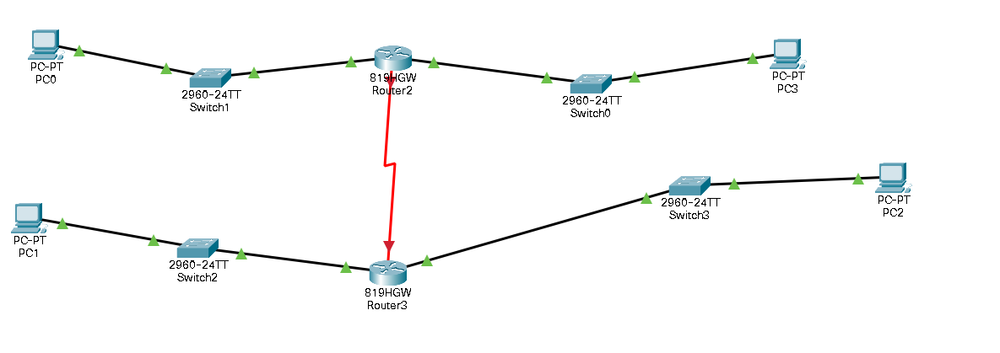 PC-PT
PC0
2960-24TT
Switch1
819HGW
Router2
2960-24TT
Switch0
PC-PT
PC3
PC-PT
PC1
2960-24TT
Switch2
819HGW
Router3
2960-24TT
Switch3
PC-PT
PC2